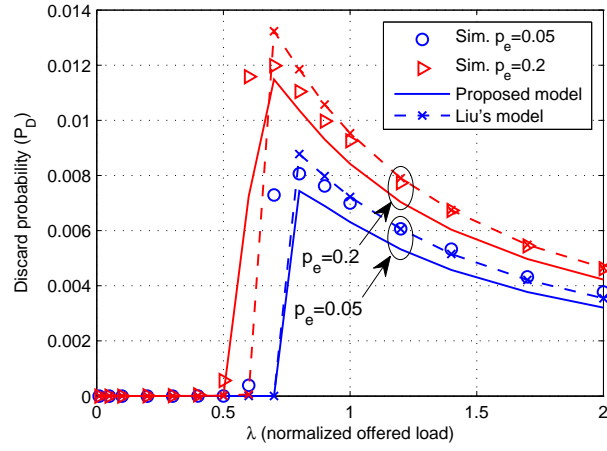 0.014
0.012
0.01
0.008
0.006
0.004
0.002
0
Discard probability (P_D)
Sim. p_e=0.05
Sim. p_e=0.2
Proposed model
Liu's model
p_e=0.2
p_e=0.05
0 0.5 1 1.5 2
λ (normalized offered load)